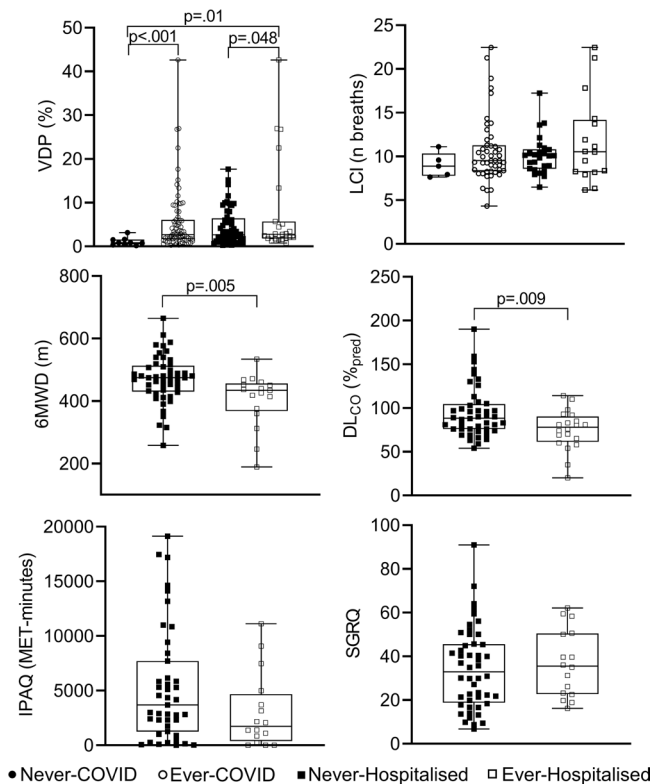 p=.01
p<.001
p=.048
50
40
30
20
10
0
VDP (%)
25
20
15
10
5
0
LCI (n breaths)
p=.005
800
600
400
200
6MWD (m)
p=.009
250
200
150
100
50
0
DLCO (%pred)
20000
15000
10000
5000
0
IPAQ (MET-minutes)
100
80
60
40
20
0
SGRQ
Never-COVID Ever-COVID Never-Hospitalised Ever-Hospitalised